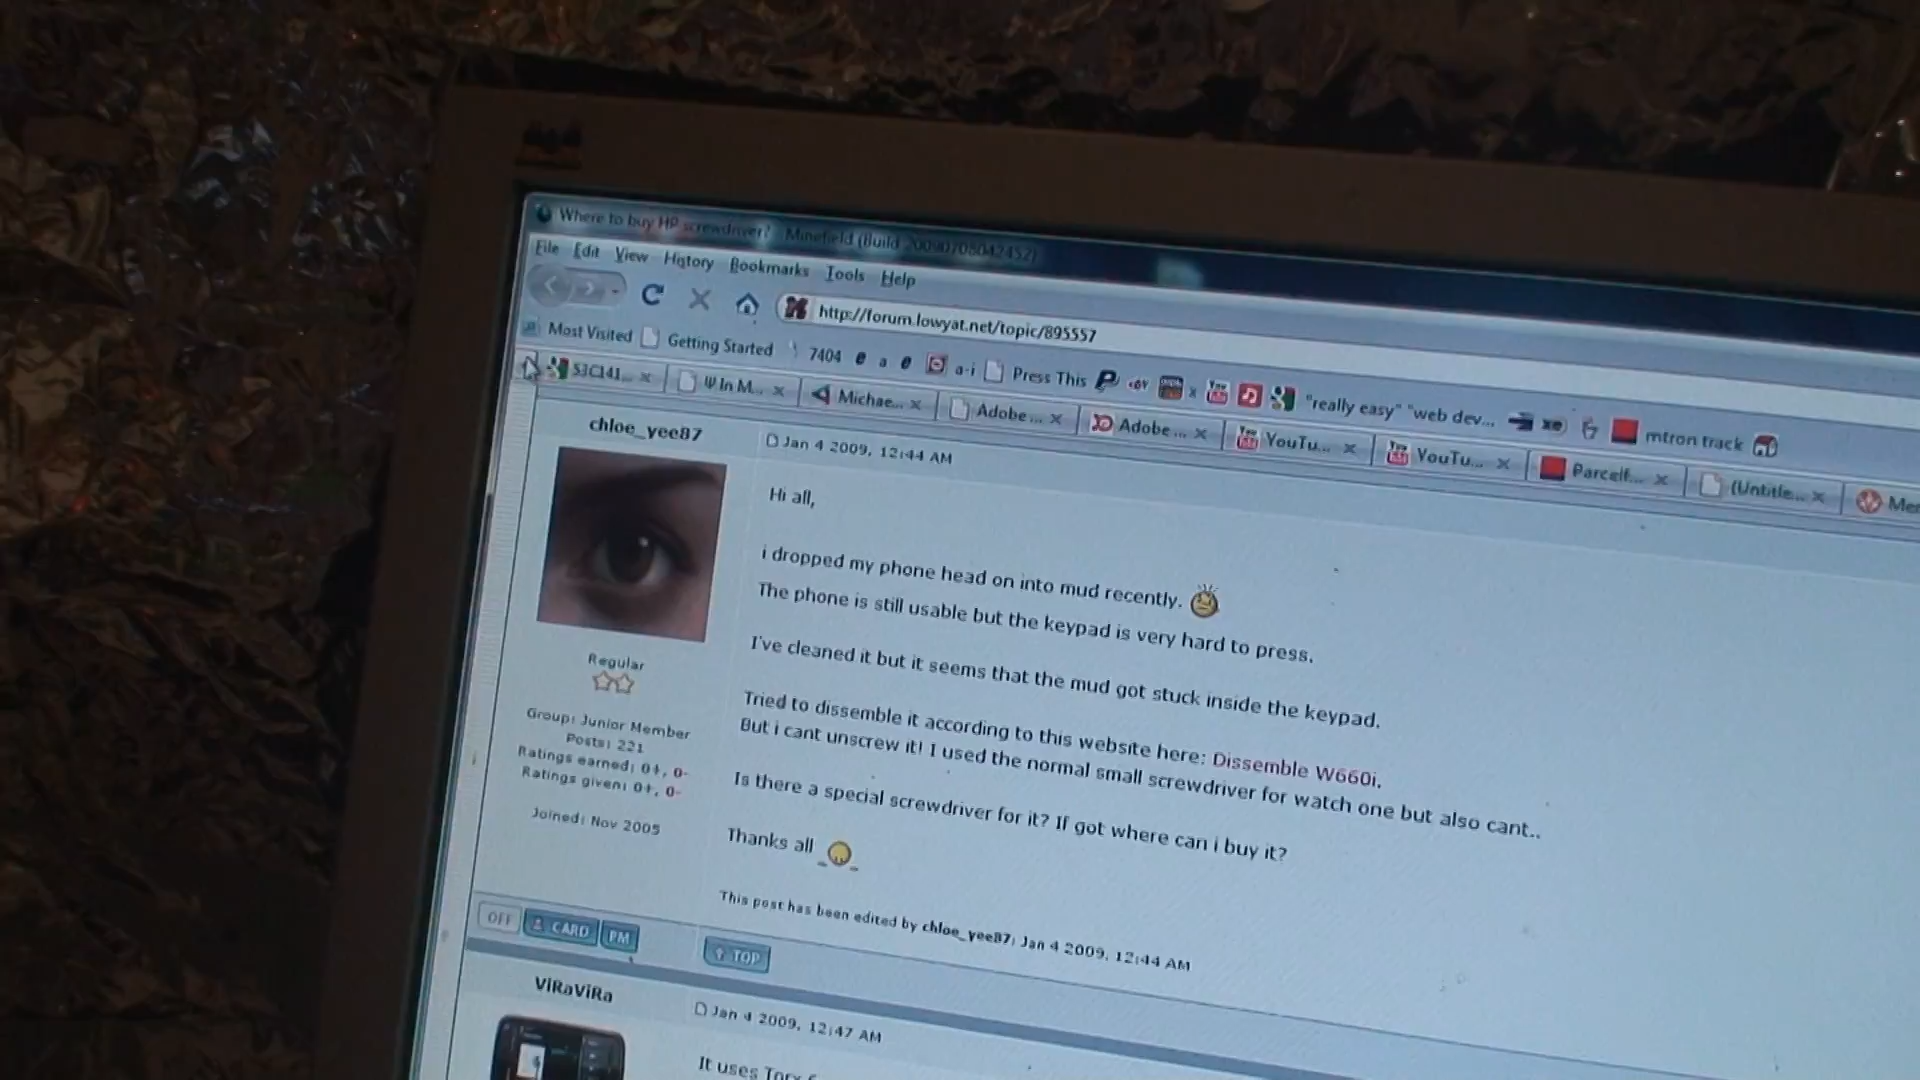 Where to buy HP screwdriver? - Minefield (Build 20090708042452)
File Edit View History Bookmarks Tools Help
http://forum.lowyat.net/topic/895557
Most Visited Getting Started 7404 a-i Press This "really easy" "web dev... mtron track
53C141... Ψ In M... Michae... Adobe ... Adobe ... YouTu... YouTu... Parcelf... (Untitle...
chloe_yee87
Jan 4 2009, 12:44 AM
Hi all,
i dropped my phone head on into mud recently.
The phone is still usable but the keypad is very hard to press.
I've cleaned it but it seems that the mud got stuck inside the keypad.
Tried to dissemble it according to this website here: Dissemble W660i.
But i cant unscrew it! I used the normal small screwdriver for watch one but also cant..
Is there a special screwdriver for it? If got where can i buy it?
Thanks all
This post has been edited by chloe_yee87: Jan 4 2009, 12:44 AM
Regular
Group: Junior Member
Posts: 221
Ratings earned: 0+, 0-
Ratings given: 0+, 0-
Joined: Nov 2005
OFF CARD PM
TOP
ViRaViRa
Jan 4 2009, 12:47 AM
It uses Torx